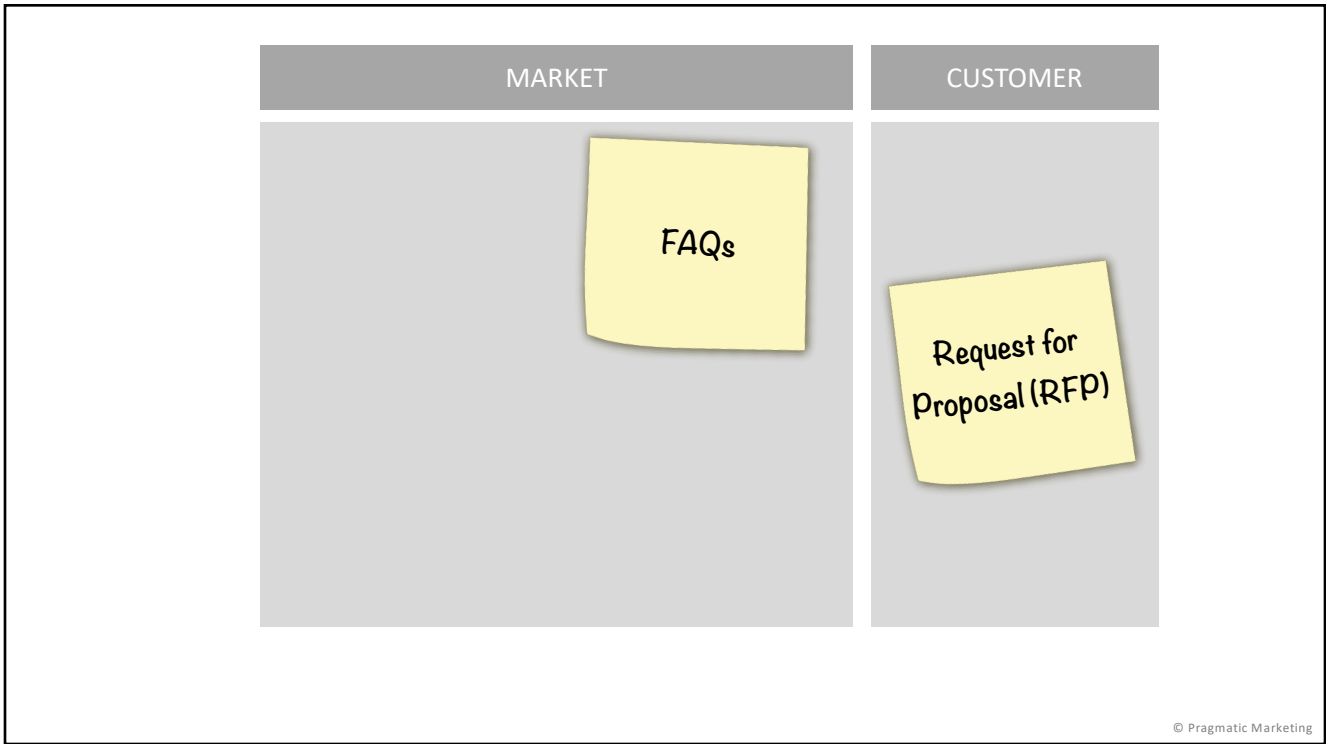 MARKET
CUSTOMER
FAQs
Request for
Proposal (RFP)
© Pragmatic Marketing